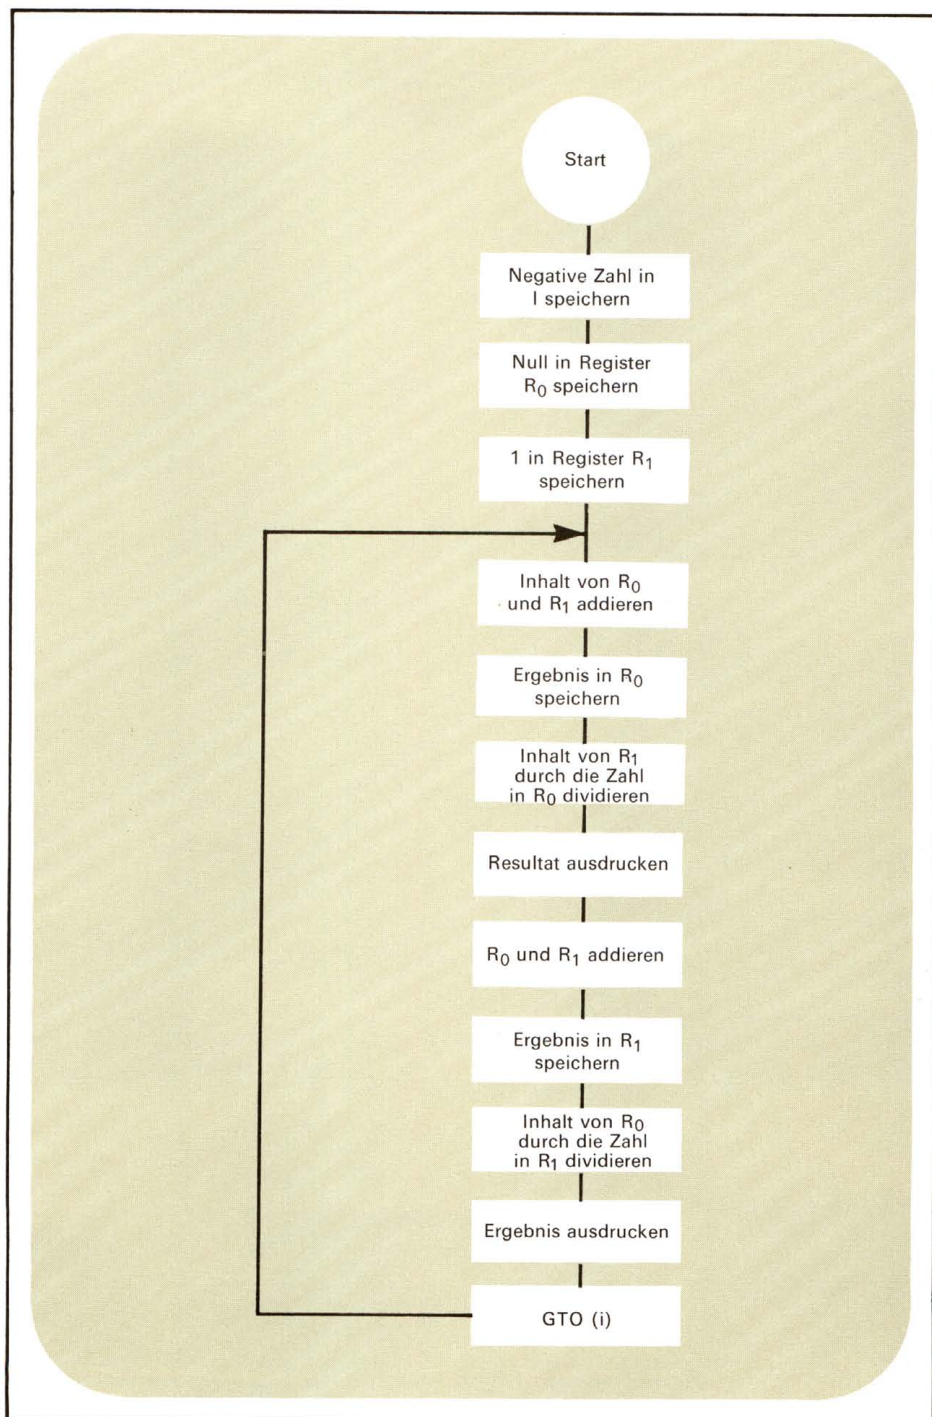 Start
Negative Zahl in
I speichern
Null in Register
R₀ speichern
1 in Register R₁
speichern
Inhalt von R₀
und R₁ addieren
Ergebnis in R₀
speichern
Inhalt von R₁
durch die Zahl
in R₀ dividieren
Resultat ausdrucken
R₀ und R₁ addieren
Ergebnis in R₁
speichern
Inhalt von R₀
durch die Zahl
in R₁ dividieren
Ergebnis ausdrucken
GTO (i)